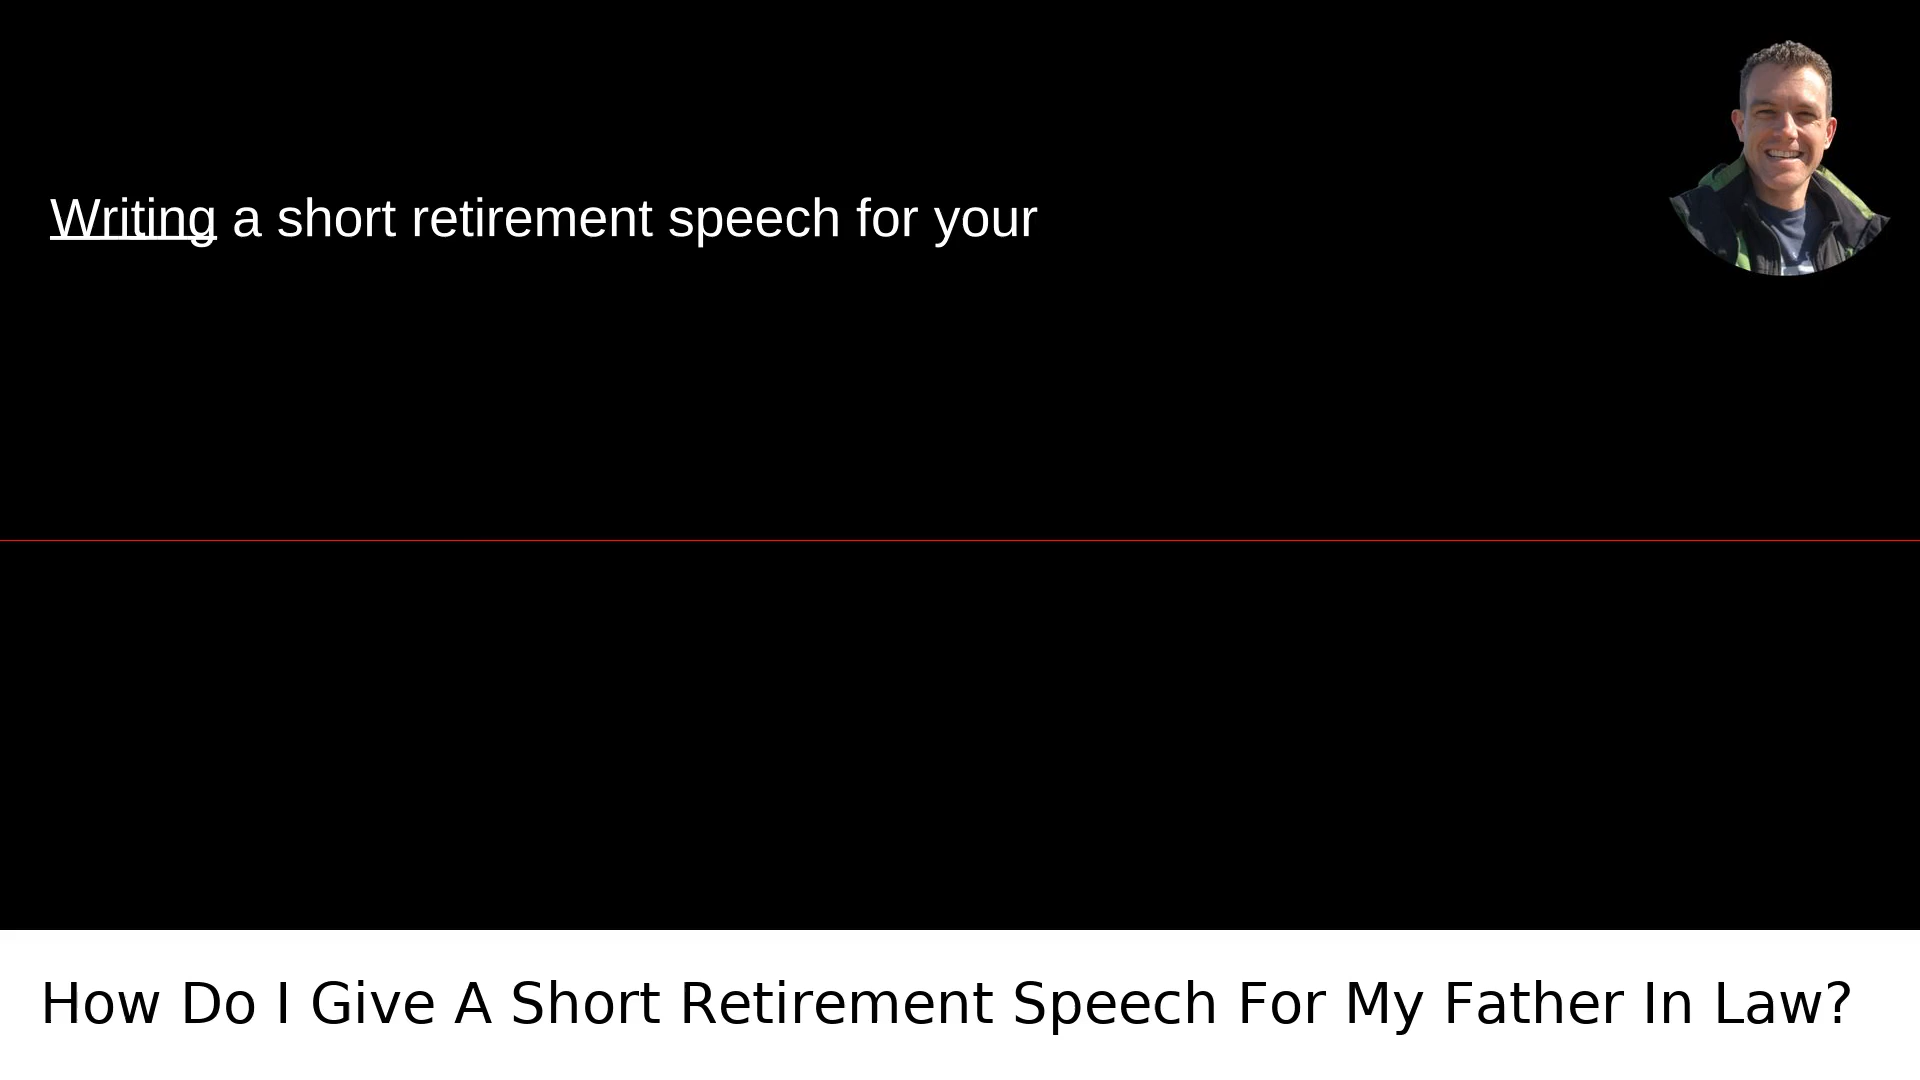 Writing a short retirement speech for your
How Do I Give A Short Retirement Speech For My Father In Law?